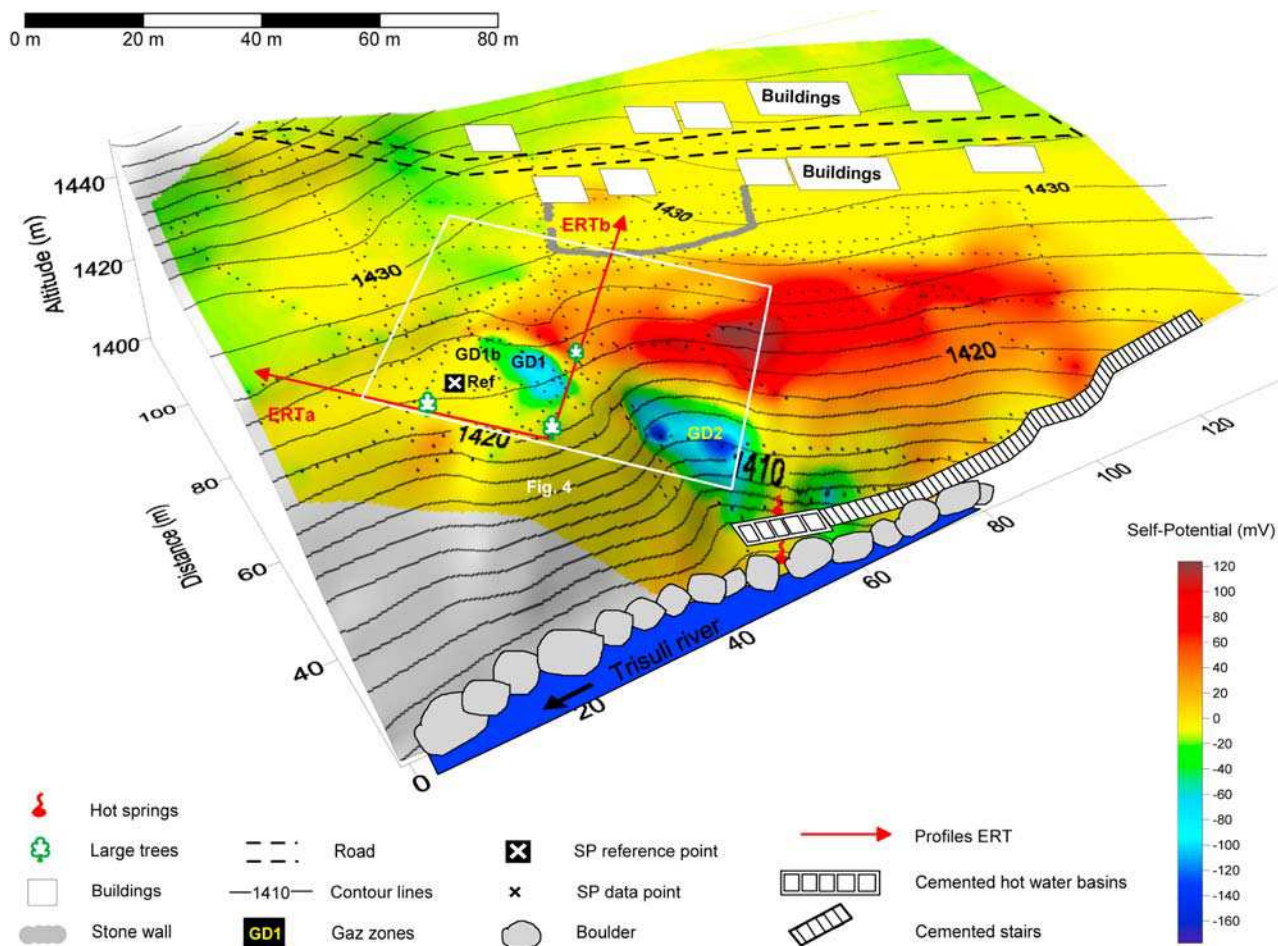 0 m 20 m 40 m 60 m 80 m
Buildings
Buildings
1440
1420
1400
Altitude (m)
1430
1430
1430
ERTb
GD1b
GD1
Ref
ERTa
1420
1420
GD2
1410
Fig. 4
100
80
60
40
Distance (m)
120
100
80
60
40
20
0
Trisuli river
Self-Potential (mV)
120
100
80
60
40
20
0
-20
-40
-60
-80
-100
-120
-140
-160
Hot springs
Large trees
Buildings
Stone wall
Road
1410 Contour lines
GD1 Gaz zones
SP reference point
SP data point
Boulder
Profiles ERT
Cemented hot water basins
Cemented stairs